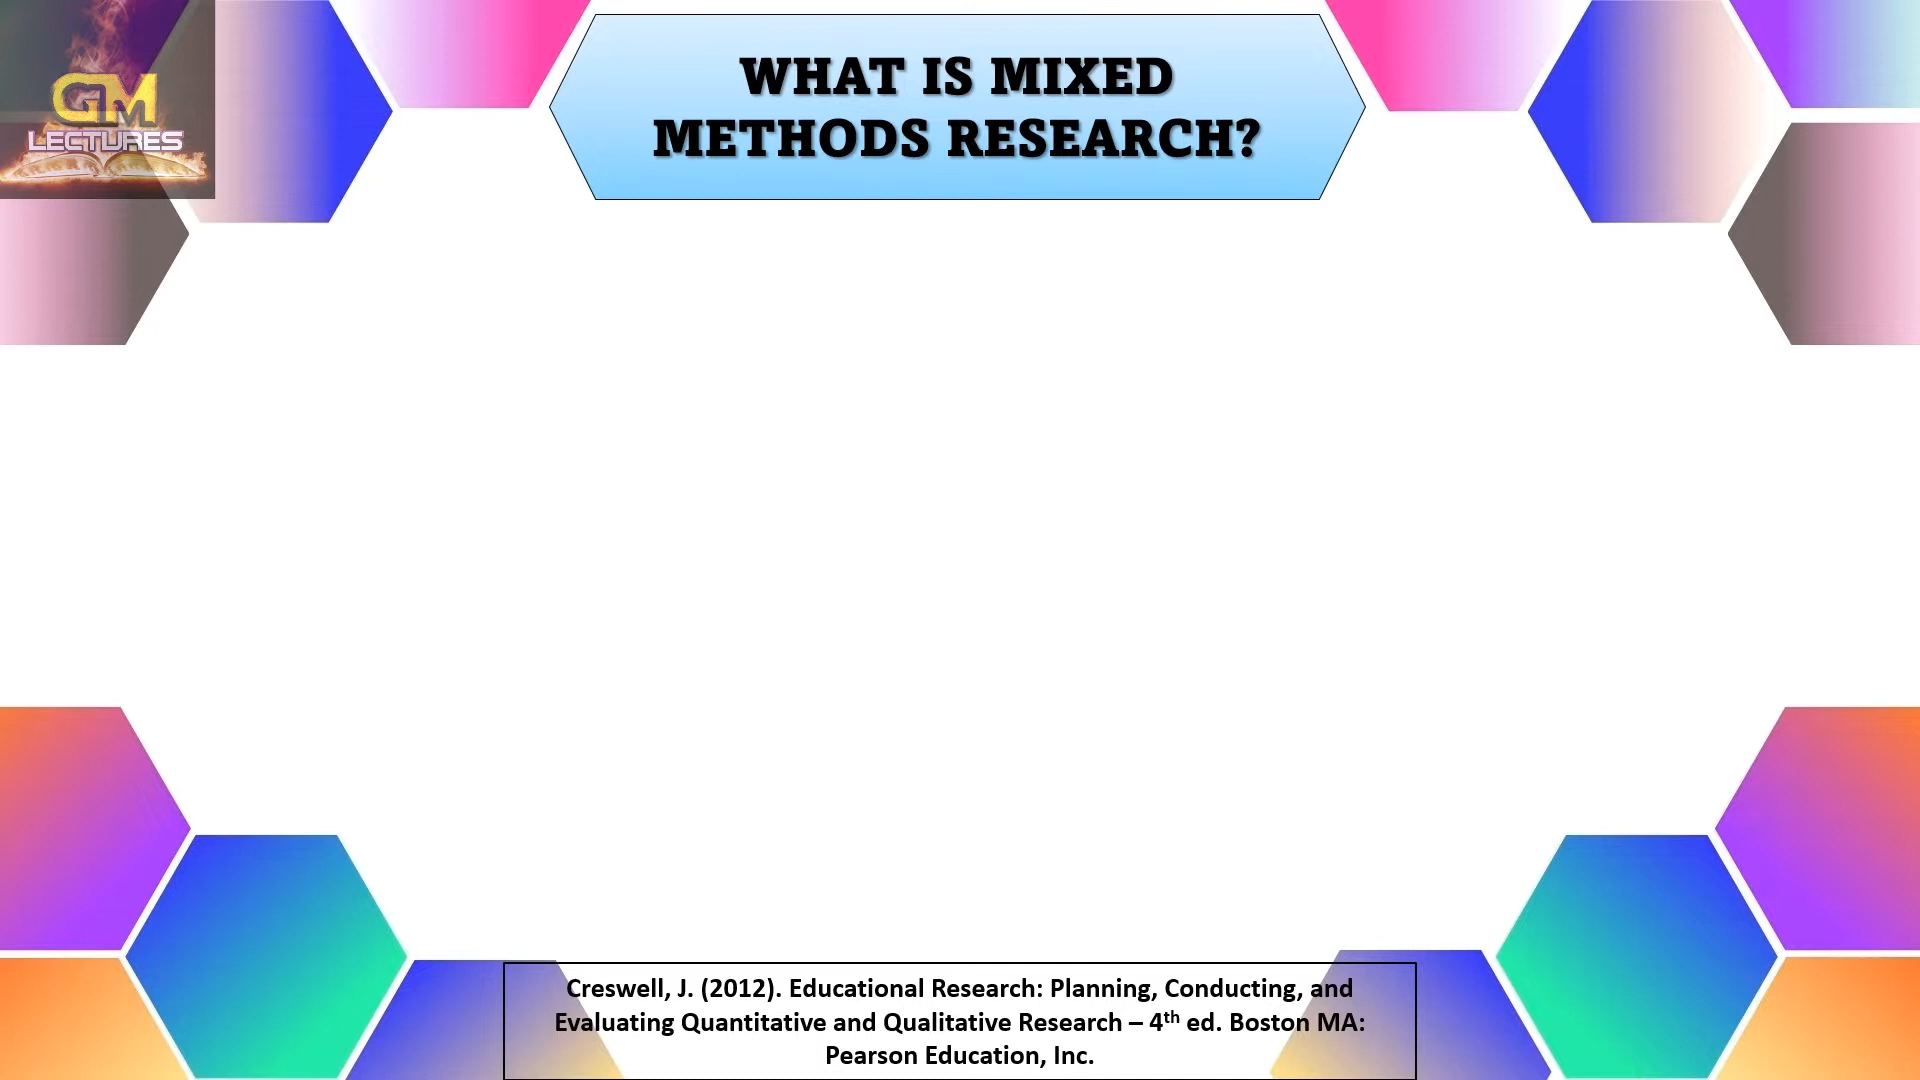 GM
LECTURES
WHAT IS MIXED
METHODS RESEARCH?
Creswell, J. (2012). Educational Research: Planning, Conducting, and
Evaluating Quantitative and Qualitative Research – 4th ed. Boston MA:
Pearson Education, Inc.